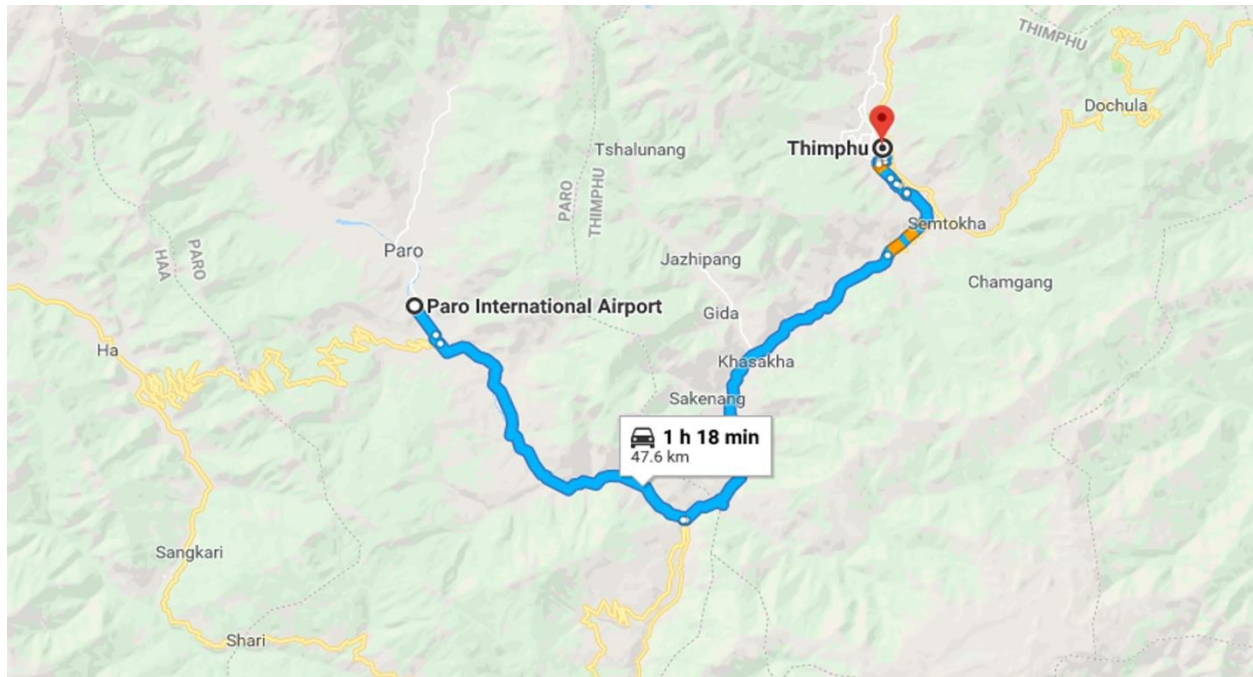 THIMPHU
Dochula
Thimphu
Tshalunang
PARO
THIMPHU
Semtokha
PARO
HAA
Paro
Jazhipang
Chamgang
Paro International Airport
Gida
Ha
Khasakha
Sakenang
1 h 18 min
47.6 km
Sangkari
Shari